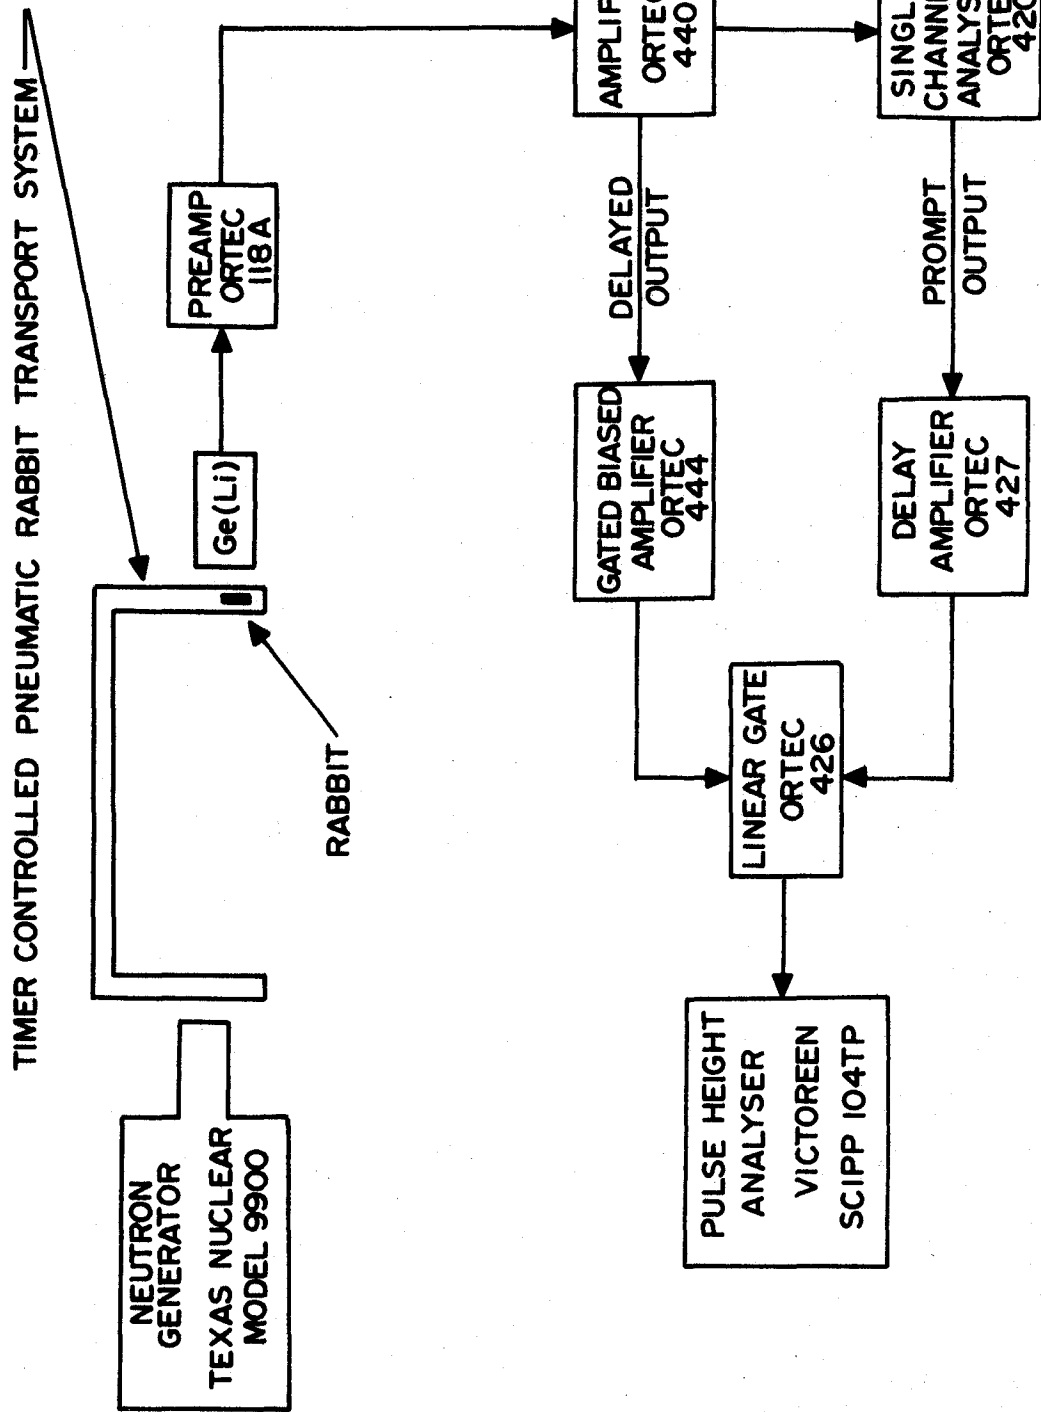 TIMER CONTROLLED PNEUMATIC RABBIT TRANSPORT SYSTEM
NEUTRON
GENERATOR
TEXAS NUCLEAR
MODEL 9900
RABBIT
Ge(Li)
PREAMP
ORTEC
118A
PULSE HEIGHT
ANALYSER
VICTOREEN
SCIPP 104TP
LINEAR GATE
ORTEC
426
GATED BIASED
AMPLIFIER
ORTEC
444
DELAYED
OUTPUT
AMPLIF
ORTEC
440
DELAY
AMPLIFIER
ORTEC
427
PROMPT
OUTPUT
SINGL
CHANN
ANALYS
ORTE
420